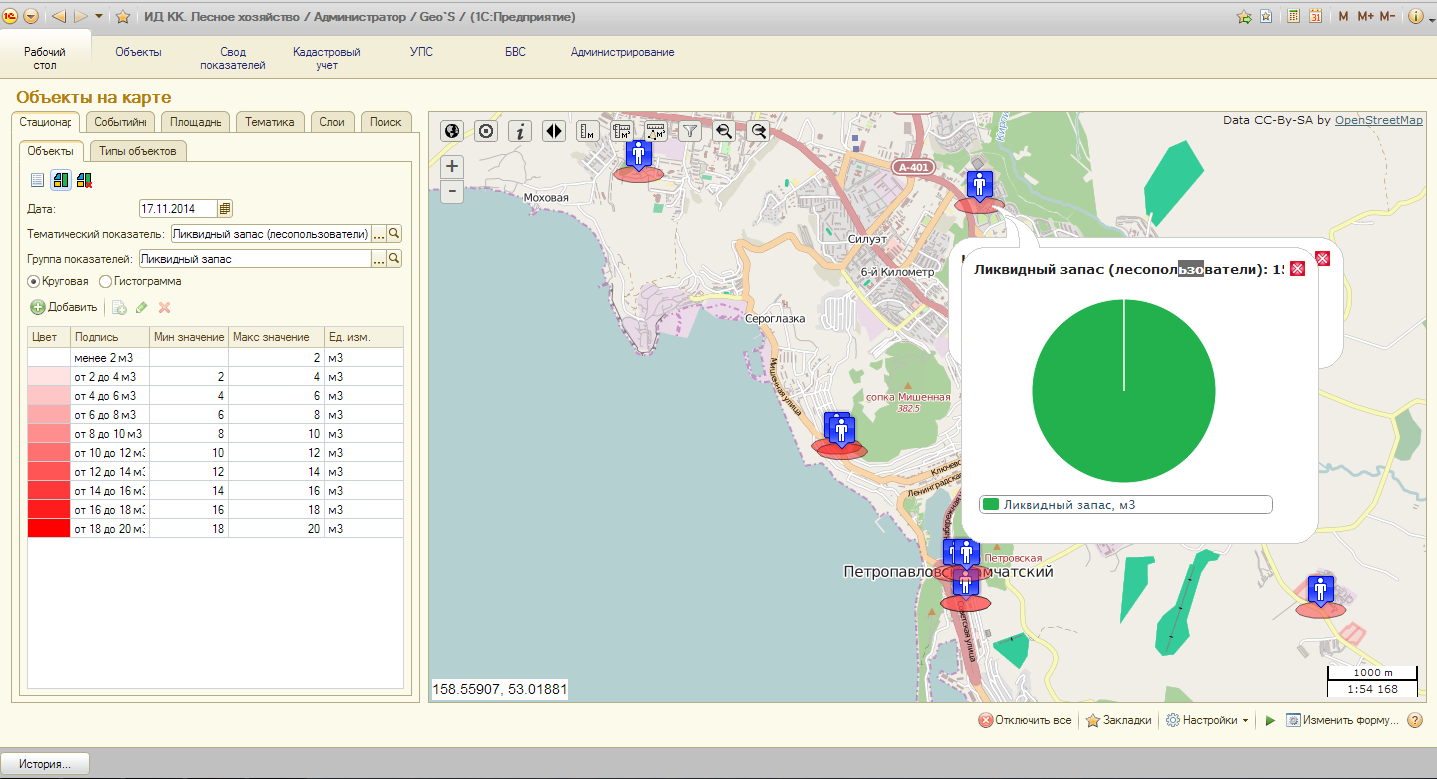 ИД КК. Лесное хозяйство / Администратор / Geo`S / (1С:Предприятие)
M M+ M-
Рабочий стол
Объекты
Свод показателей
Кадастровый учет
УПС
БВС
Администрирование
Объекты на карте
Стационар
Событийн
Площадны
Тематика
Слои
Поиск
Объекты
Типы объектов
Дата:
17.11.2014
Тематический показатель:
Ликвидный запас (лесопользователи)
...
Группа показателей:
Ликвидный запас
...
Круговая
Гистограмма
Добавить
Цвет Подпись Мин значение Макс значение Ед. изм.
менее 2 м3 2 м3
от 2 до 4 м3 2 4 м3
от 4 до 6 м3 4 6 м3
от 6 до 8 м3 6 8 м3
от 8 до 10 м3 8 10 м3
от 10 до 12 м3 10 12 м3
от 12 до 14 м3 12 14 м3
от 14 до 16 м3 14 16 м3
от 16 до 18 м3 16 18 м3
от 18 до 20 м3 18 20 м3
Data CC-By-SA by OpenStreetMap
+
-
А-401
Моховая
Силуэт
6-й Километр
Сероглазка
Мишенная улица
сопка Мишенная
382.5
Ключевс
Ленинградская
Ликвидный запас (лесопользователи): 15
Ликвидный запас, м3
Петровская
Советская улица
158.55907, 53.01881
1000 m
1:54 168
Отключить все
Закладки
Настройки
Изменить форму...
История...